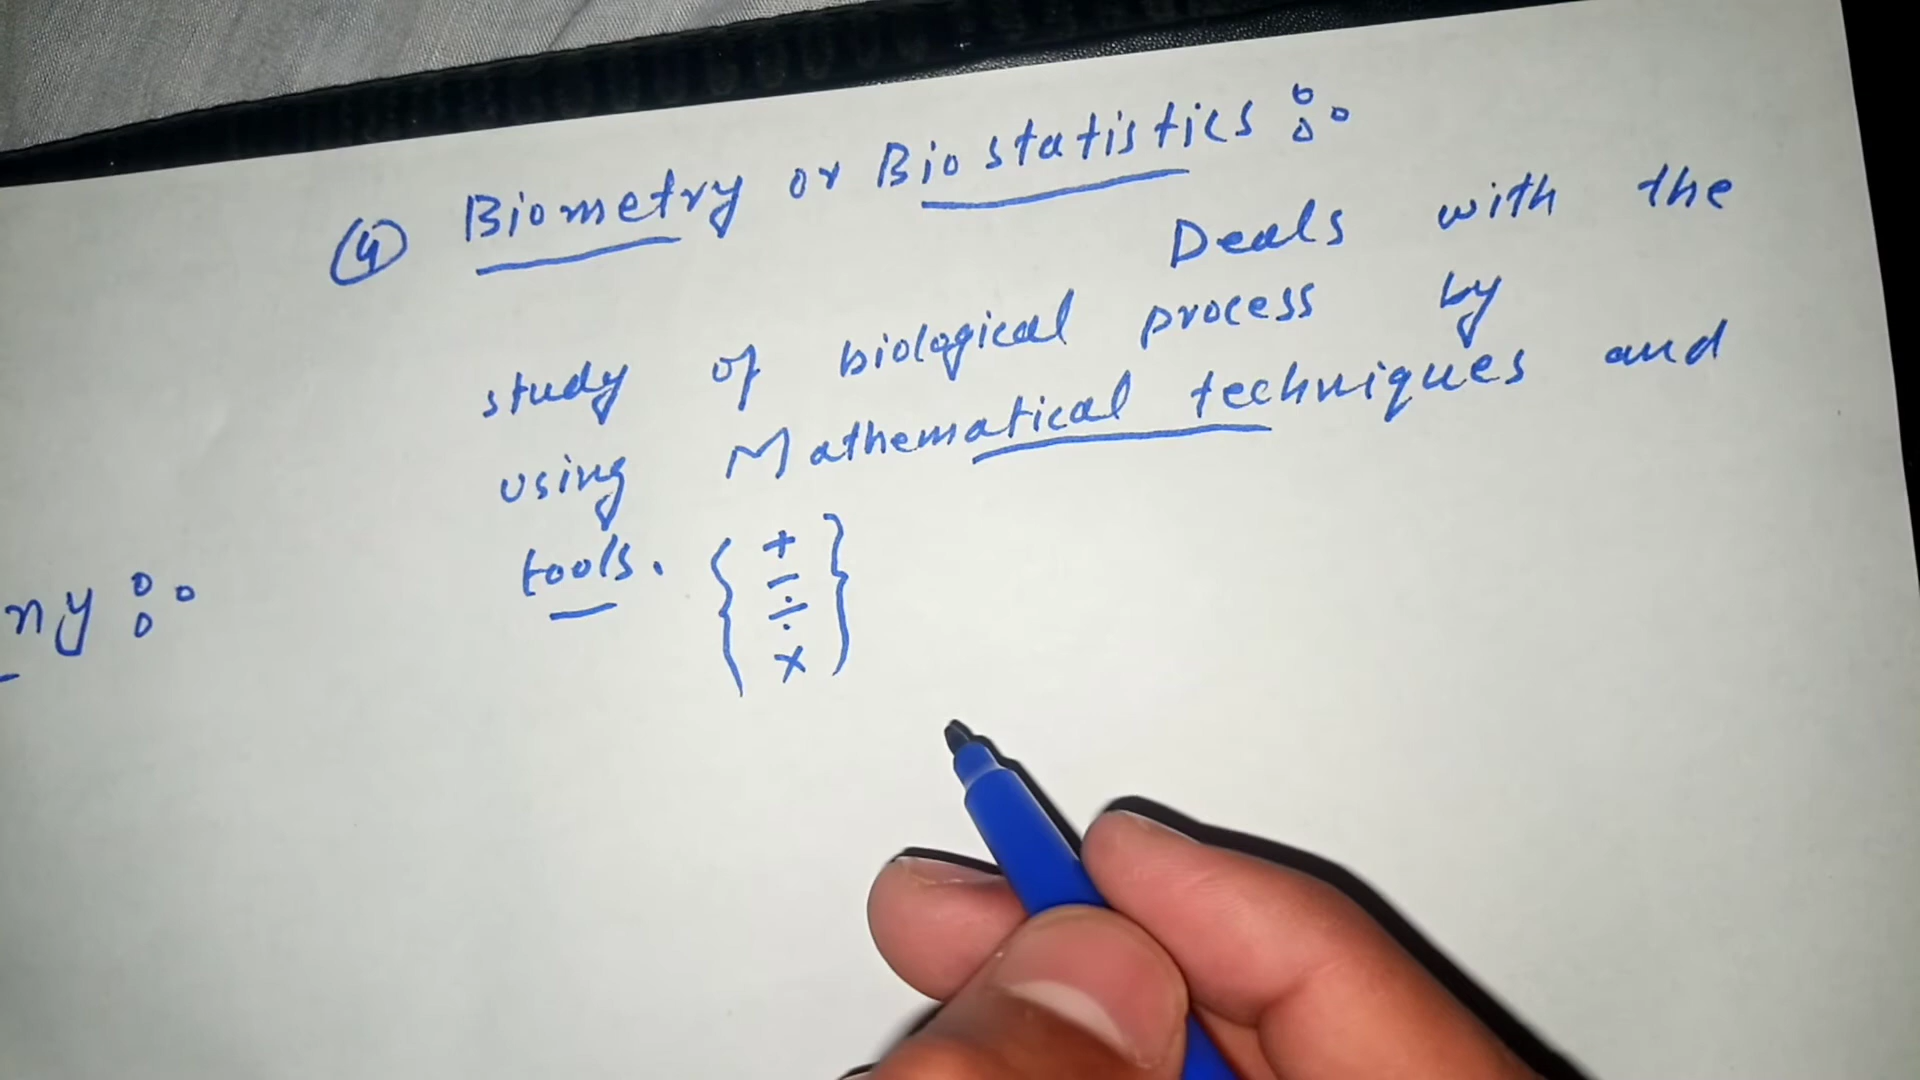 ④ Biometry or Biostatistics :
Deals with the
study of biological process by
using Mathematical techniques and
tools. { + − ÷ × }
ny :